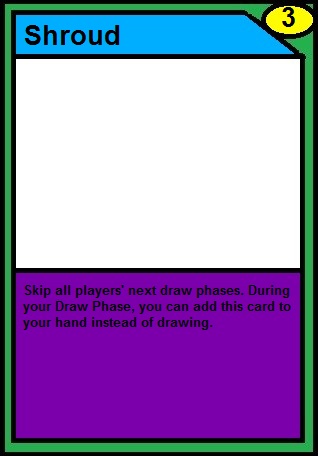 Shroud
3
Skip all players' next draw phases. During
your Draw Phase, you can add this card to
your hand instead of drawing.